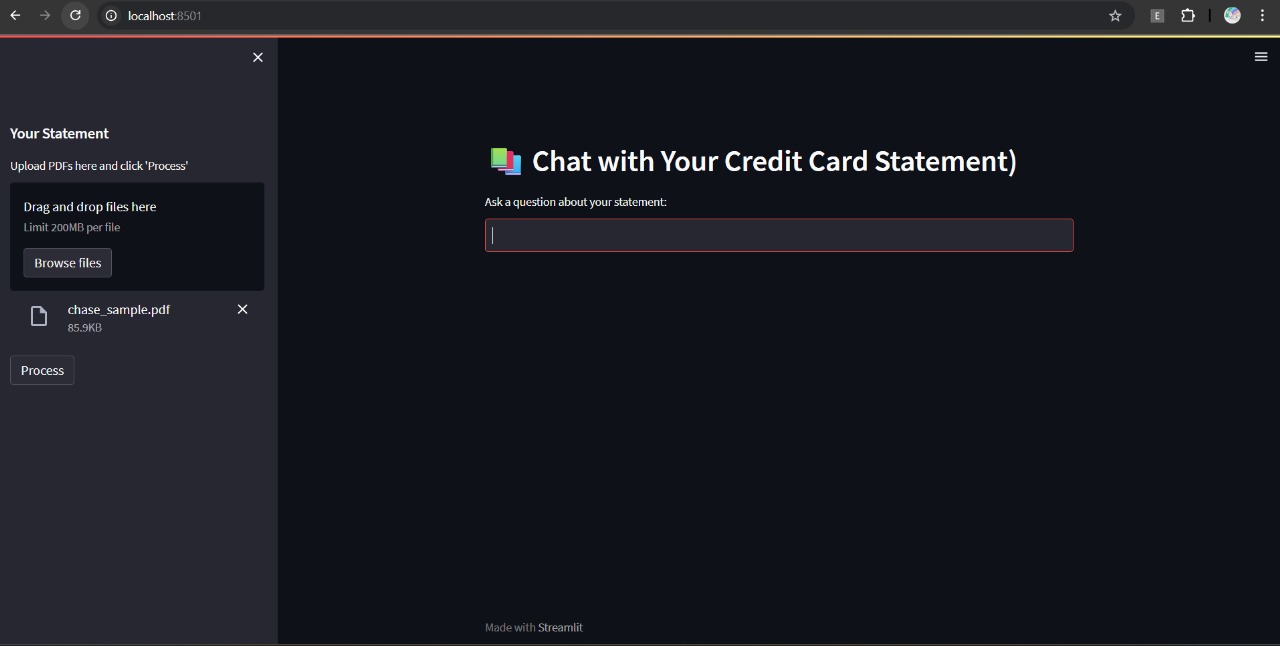 localhost:8501
E
Your Statement
Upload PDFs here and click 'Process'
Drag and drop files here
Limit 200MB per file
Browse files
chase_sample.pdf
85.9KB
Process
📚 Chat with Your Credit Card Statement)
Ask a question about your statement:
Made with Streamlit